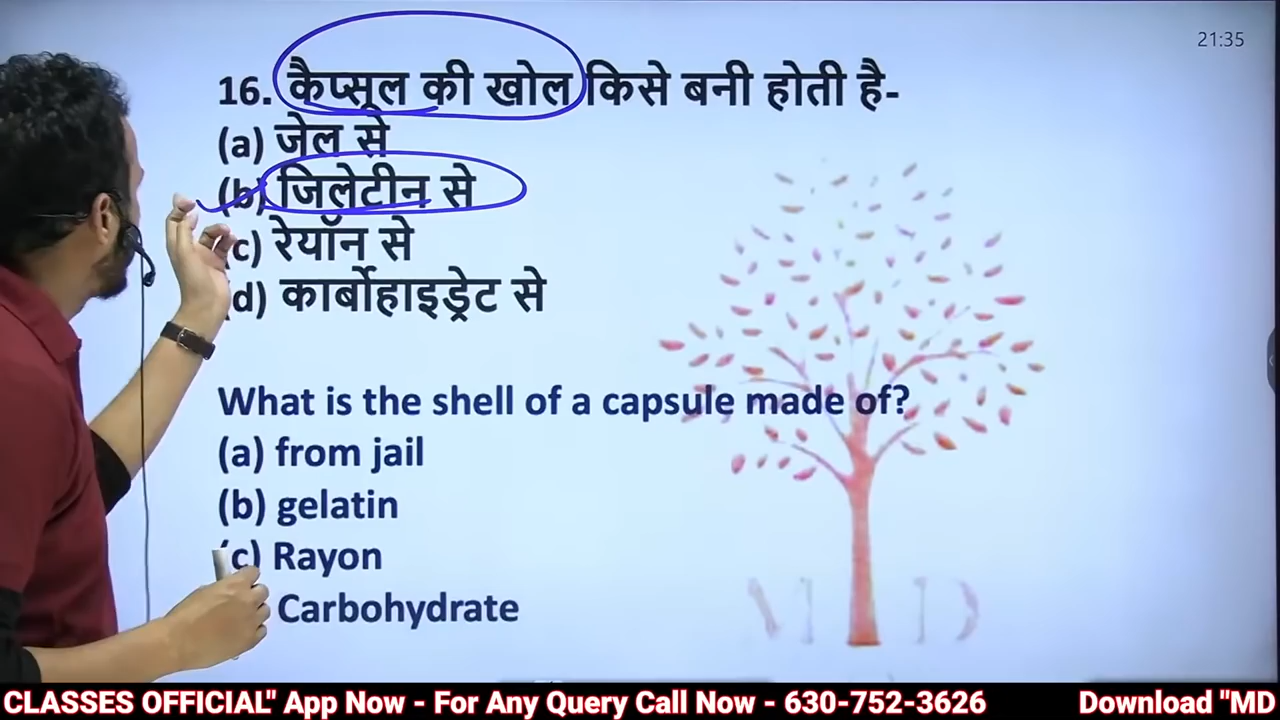 21:35
16. कैप्सूल की खोल किसे बनी होती है-
(a) जेल से
(b) जिलेटीन से
(c) रेयॉन से
(d) कार्बोहाइड्रेट से
What is the shell of a capsule made of?
(a) from jail
(b) gelatin
(c) Rayon
Carbohydrate
M D
CLASSES OFFICIAL" App Now - For Any Query Call Now - 630-752-3626 Download "MD